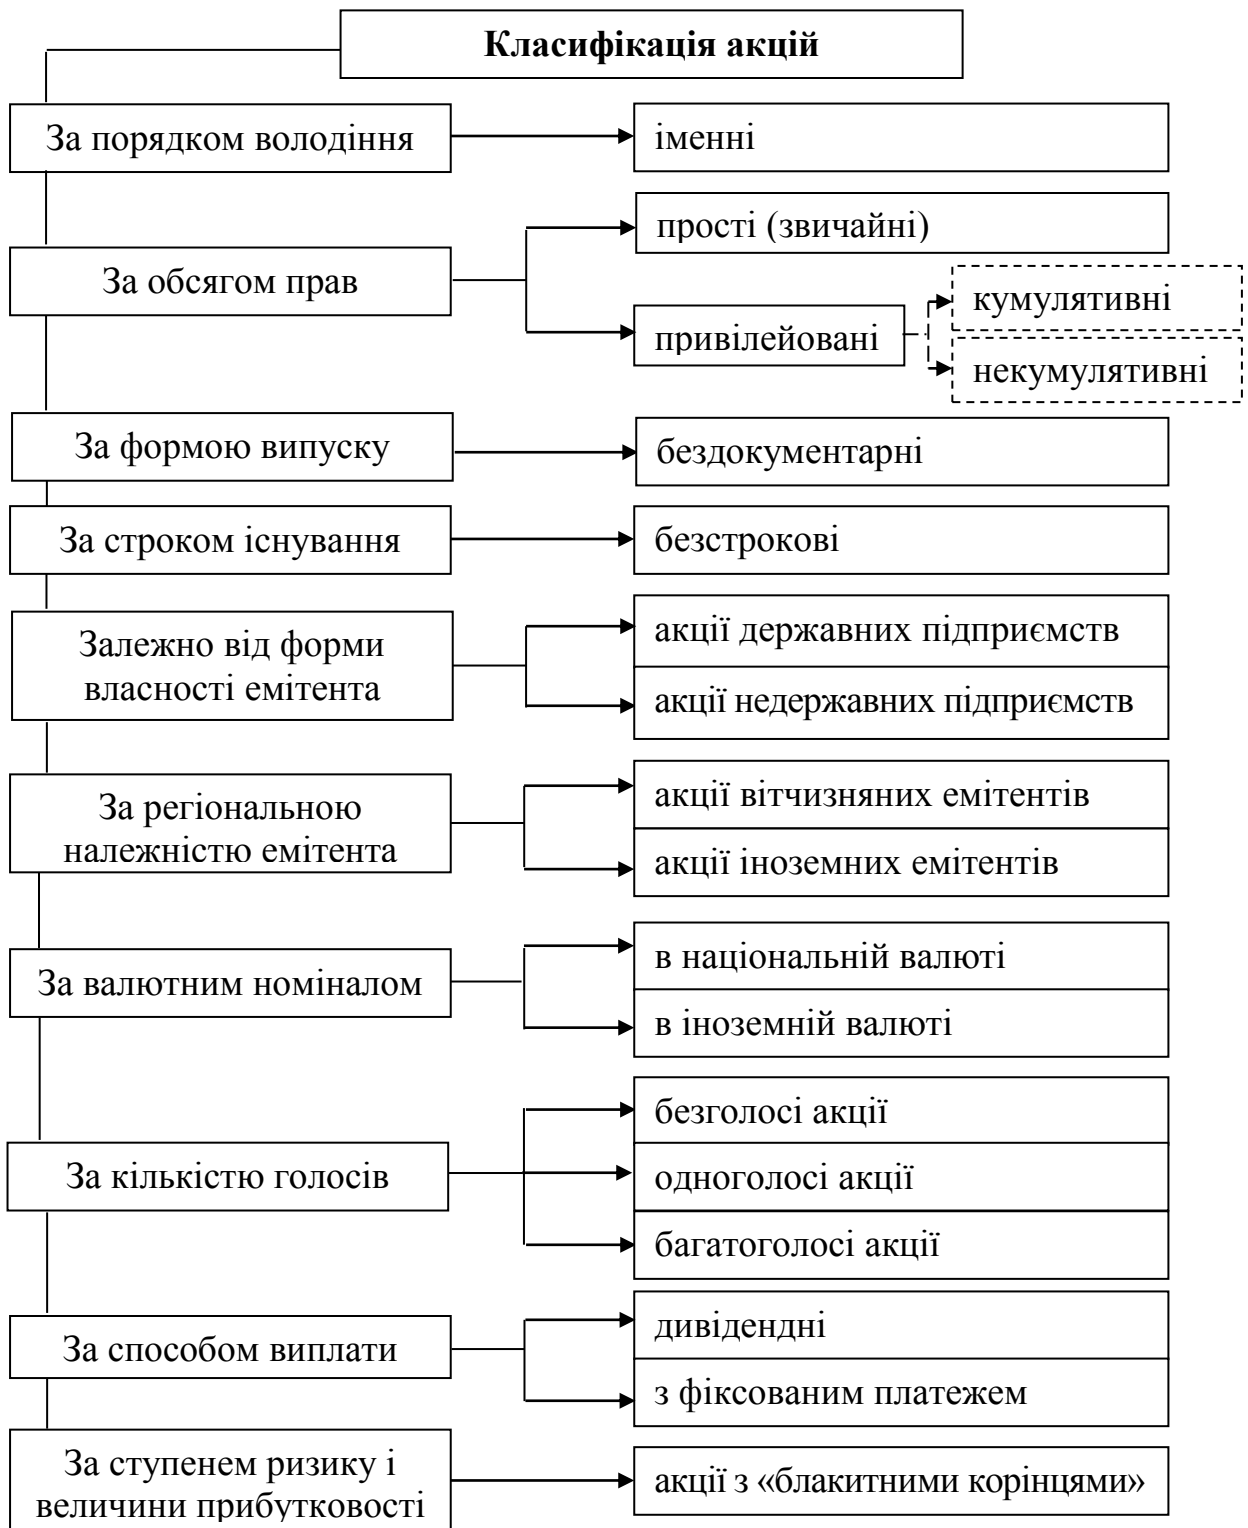 Класифікація акцій
За порядком володіння
іменні
За обсягом прав
прості (звичайні)
привілейовані
кумулятивні
некумулятивні
За формою випуску
бездокументарні
За строком існування
безстрокові
Залежно від форми
власності емітента
акції державних підприємств
акції недержавних підприємств
За регіональною
належністю емітента
акції вітчизняних емітентів
акції іноземних емітентів
За валютним номіналом
в національній валюті
в іноземній валюті
За кількістю голосів
безголосі акції
одноголосі акції
багатоголосі акції
За способом виплати
дивідендні
з фіксованим платежем
За ступенем ризику і
величини прибутковості
акції з «блакитними корінцями»